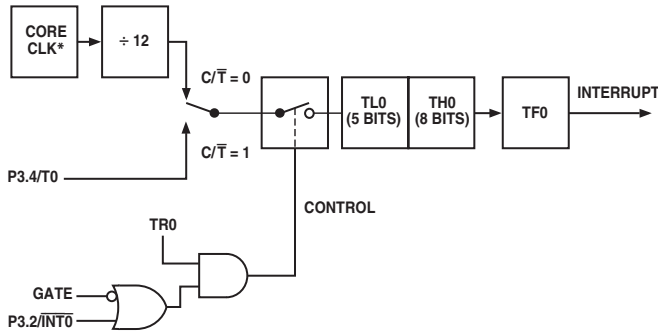 CORE
CLK*
÷ 12
C/T̅ = 0
C/T̅ = 1
P3.4/T0
TL0
(5 BITS)
TH0
(8 BITS)
TF0
INTERRUPT
CONTROL
TR0
GATE
P3.2/I̅N̅T̅0̅